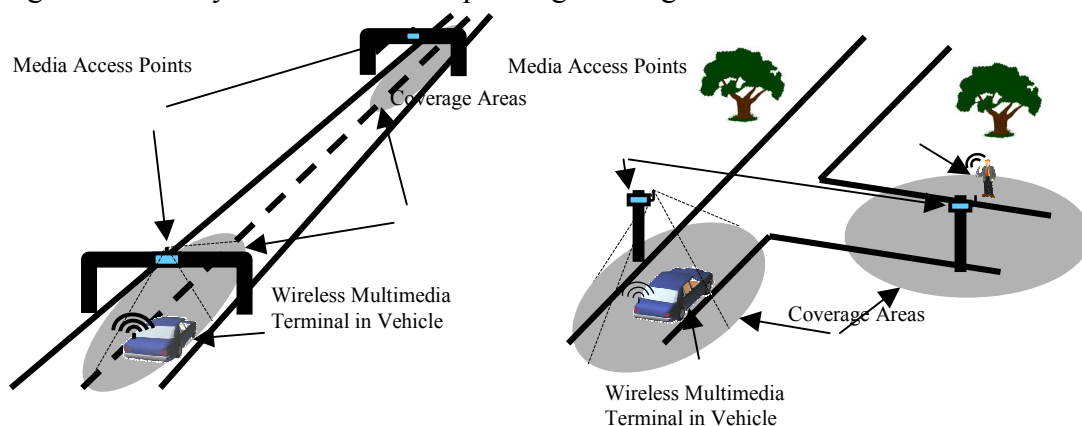 Media Access Points
Coverage Areas
Wireless Multimedia
Terminal in Vehicle
Media Access Points
Coverage Areas
Wireless Multimedia
Terminal in Vehicle